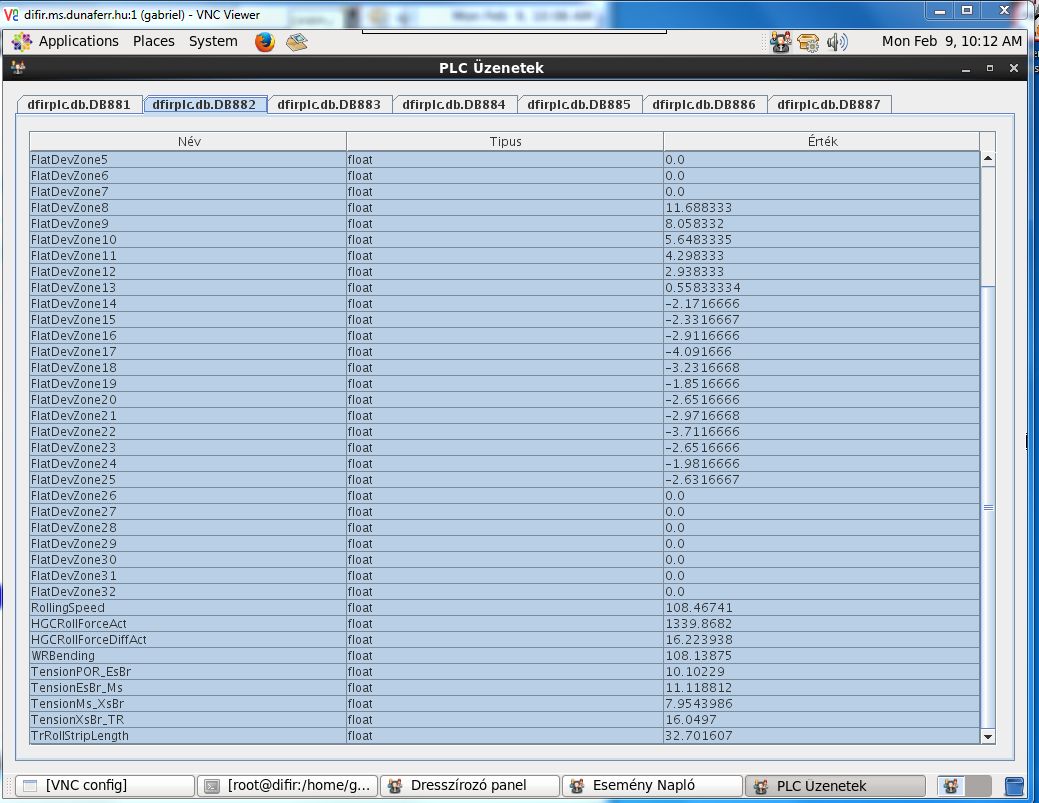 difir.ms.dunaferr.hu:1 (gabriel) - VNC Viewer
Applications Places System Mon Feb 9, 10:12 AM
PLC Üzenetek
dfirplc.db.DB881 dfirplc.db.DB882 dfirplc.db.DB883 dfirplc.db.DB884 dfirplc.db.DB885 dfirplc.db.DB886 dfirplc.db.DB887
Név Tipus Érték
FlatDevZone5 float 0.0
FlatDevZone6 float 0.0
FlatDevZone7 float 0.0
FlatDevZone8 float 11.688333
FlatDevZone9 float 8.058332
FlatDevZone10 float 5.6483335
FlatDevZone11 float 4.298333
FlatDevZone12 float 2.938333
FlatDevZone13 float 0.55833334
FlatDevZone14 float -2.1716666
FlatDevZone15 float -2.3316667
FlatDevZone16 float -2.9116666
FlatDevZone17 float -4.091666
FlatDevZone18 float -3.2316668
FlatDevZone19 float -1.8516666
FlatDevZone20 float -2.6516666
FlatDevZone21 float -2.9716668
FlatDevZone22 float -3.7116666
FlatDevZone23 float -2.6516666
FlatDevZone24 float -1.9816666
FlatDevZone25 float -2.6316667
FlatDevZone26 float 0.0
FlatDevZone27 float 0.0
FlatDevZone28 float 0.0
FlatDevZone29 float 0.0
FlatDevZone30 float 0.0
FlatDevZone31 float 0.0
FlatDevZone32 float 0.0
RollingSpeed float 108.46741
HGCRollForceAct float 1339.8682
HGCRollForceDiffAct float 16.223938
WRBending float 108.13875
TensionPOR_EsBr float 10.10229
TensionEsBr_Ms float 11.118812
TensionMs_XsBr float 7.9543986
TensionXsBr_TR float 16.0497
TrRollStripLength float 32.701607
[VNC config] [root@difir:/home/g... Dresszírozó panel Esemény Napló PLC Üzenetek